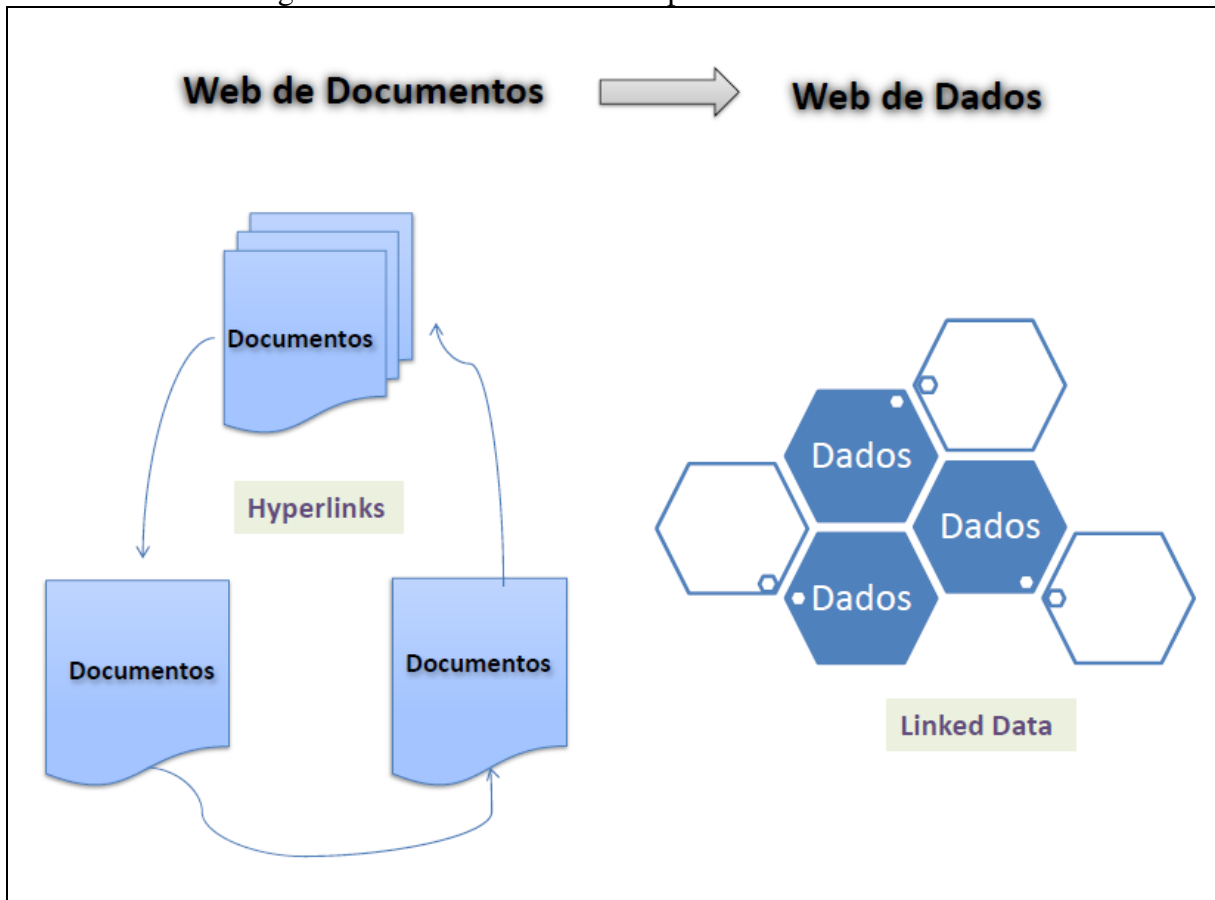 Web de Documentos
Web de Dados
Documentos
Hyperlinks
Documentos
Documentos
Dados
Dados
Dados
Linked Data